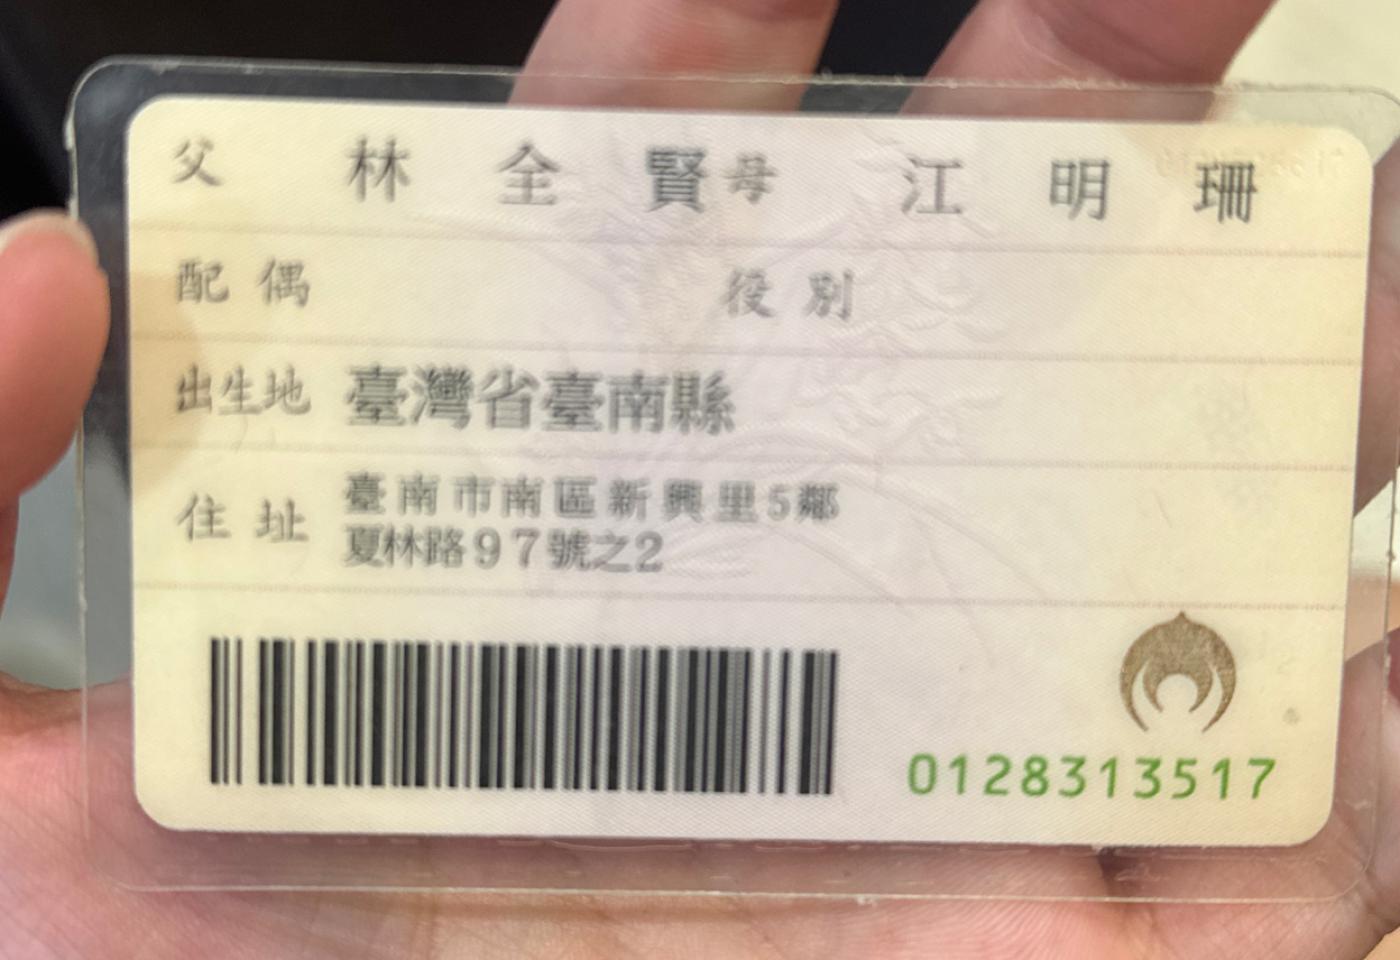 父 林全賢 母 江明珊
配偶 役別
出生地 臺灣省臺南縣
住址 臺南市南區新興里5鄰
夏林路97號之2
0128313517